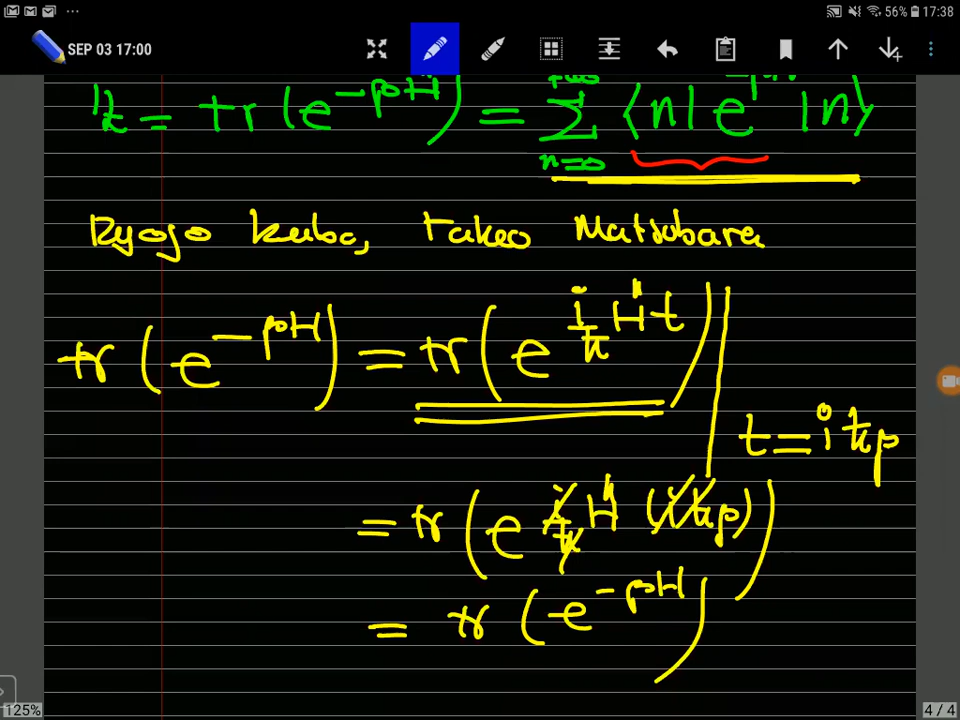 56% 17:38
SEP 03 17:00
Z = tr(e^{-βH}) = Σ_{n=0} ⟨n| e |n⟩
Ryogo Kubo, Takeo Matsubara
tr(e^{-βH}) = tr(e^{i/ħ Ht}) |
t = iħβ
= tr(e^{i/ħ H (iħβ)})
= tr(e^{-βH})
125%
4 / 4